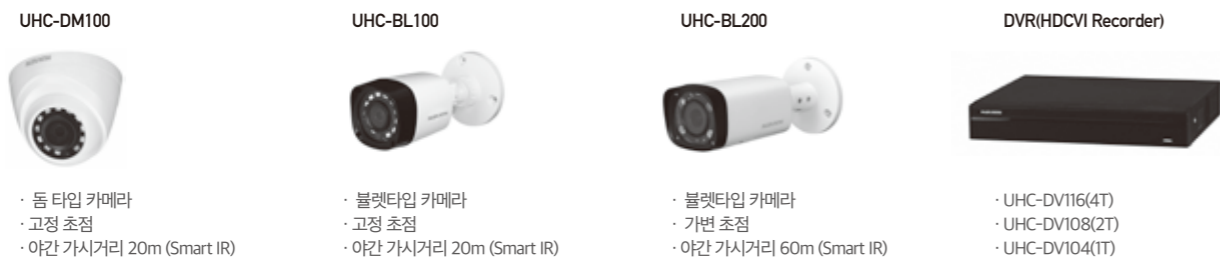 UHC-DM100
· 돔 타입 카메라
· 고정 초점
· 야간 가시거리 20m (Smart IR)
UHC-BL100
· 뷸렛타입 카메라
· 고정 초점
· 야간 가시거리 20m (Smart IR)
UHC-BL200
· 뷸렛타입 카메라
· 가변 초점
· 야간 가시거리 60m (Smart IR)
DVR(HDCVI Recorder)
· UHC-DV116(4T)
· UHC-DV108(2T)
· UHC-DV104(1T)